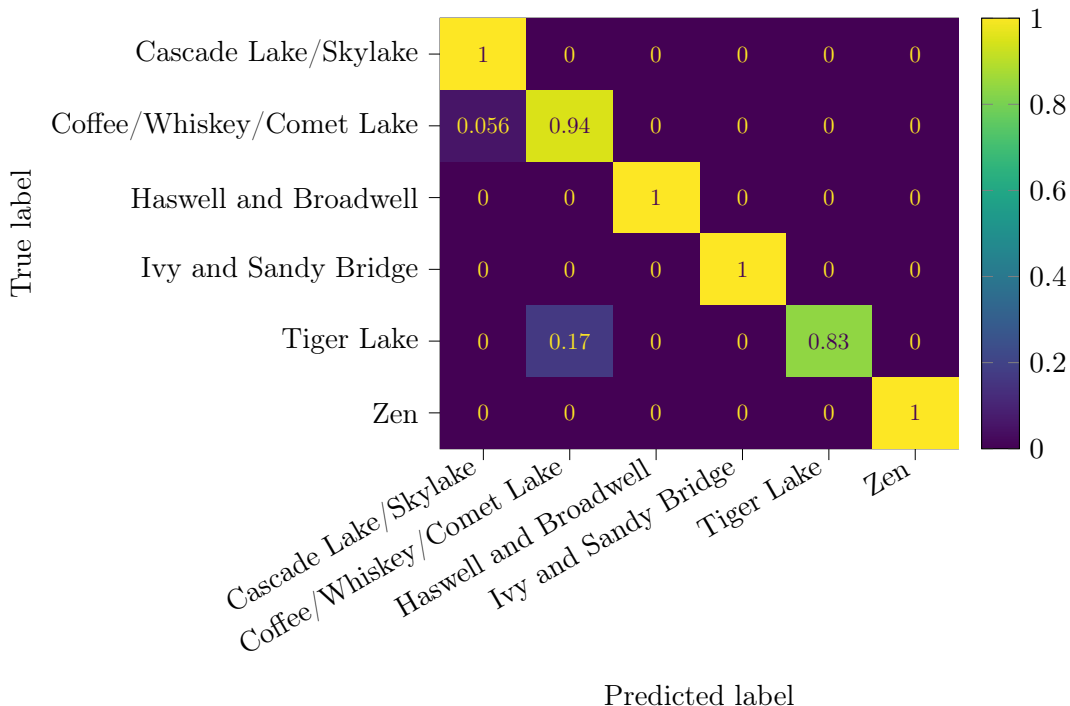 True label
Cascade Lake/Skylake 1 0 0 0 0 0
Coffee/Whiskey/Comet Lake 0.056 0.94 0 0 0 0
Haswell and Broadwell 0 0 1 0 0 0
Ivy and Sandy Bridge 0 0 0 1 0 0
Tiger Lake 0 0.17 0 0 0.83 0
Zen 0 0 0 0 0 1
Cascade Lake/Skylake
Coffee/Whiskey/Comet Lake
Haswell and Broadwell
Ivy and Sandy Bridge
Tiger Lake
Zen
Predicted label
1
0.8
0.6
0.4
0.2
0